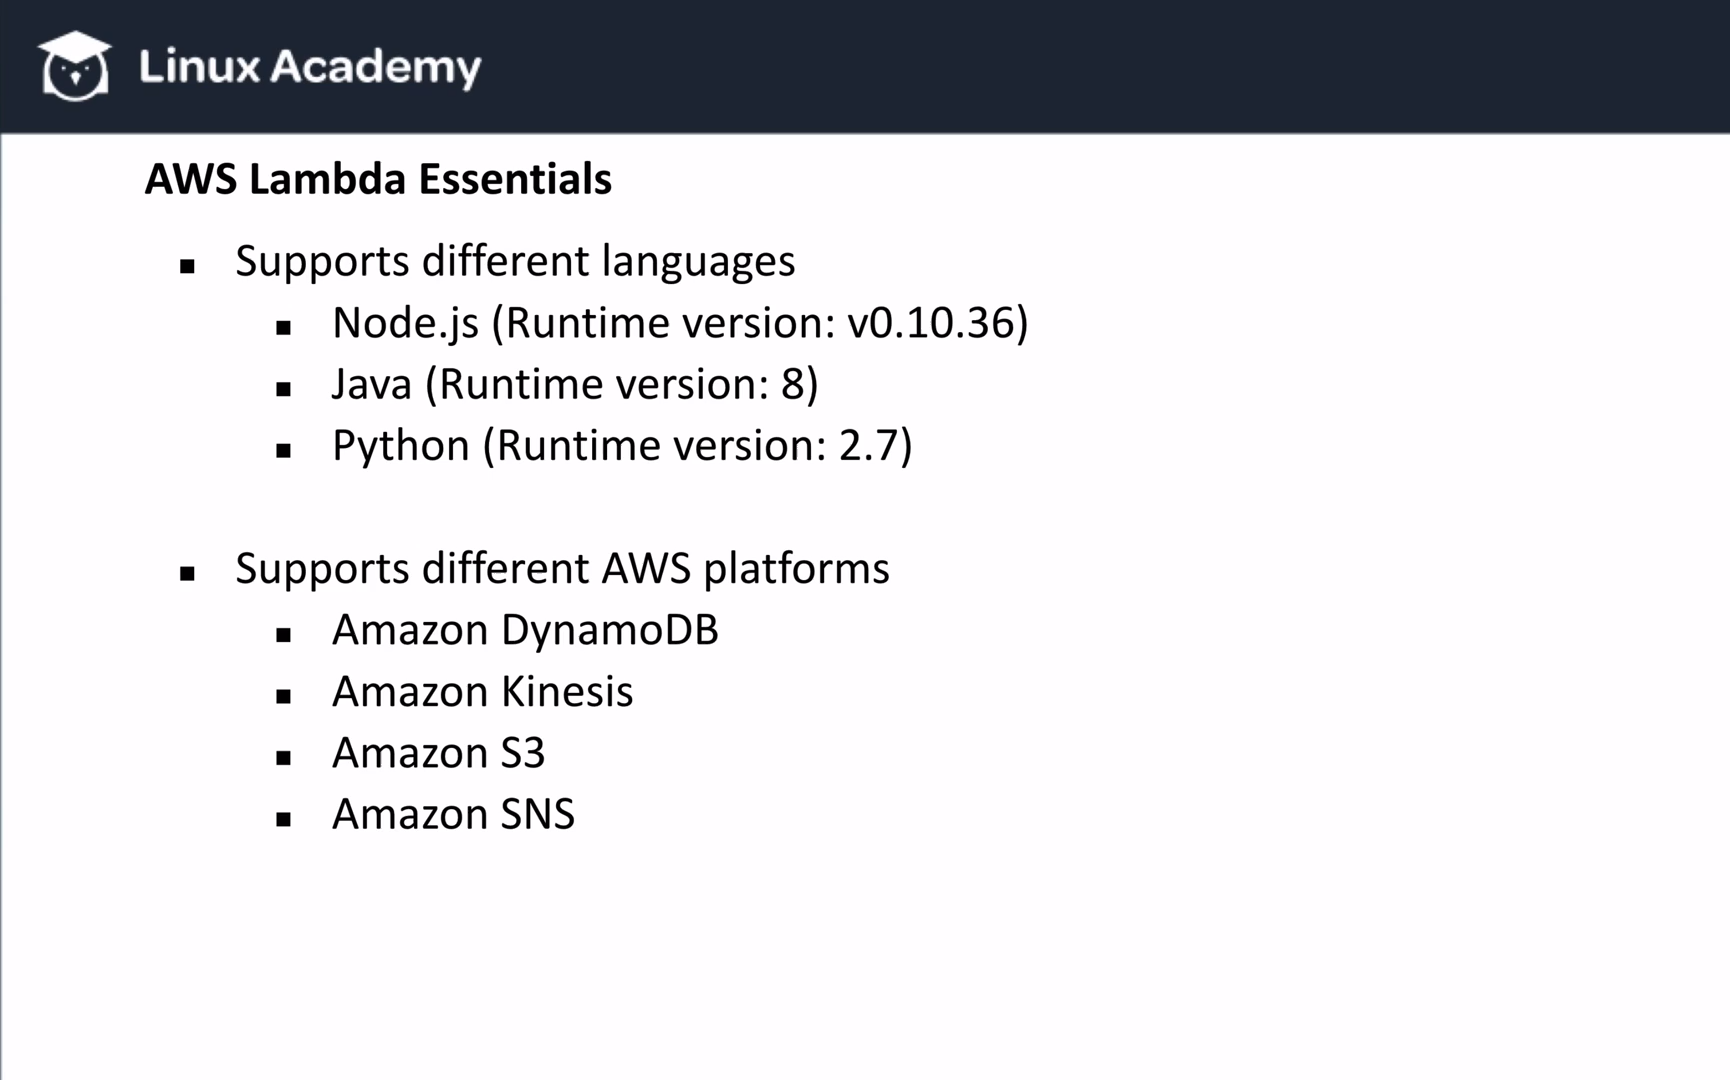 Linux Academy
AWS Lambda Essentials
▪ Supports different languages
▪ Node.js (Runtime version: v0.10.36)
▪ Java (Runtime version: 8)
▪ Python (Runtime version: 2.7)
▪ Supports different AWS platforms
▪ Amazon DynamoDB
▪ Amazon Kinesis
▪ Amazon S3
▪ Amazon SNS